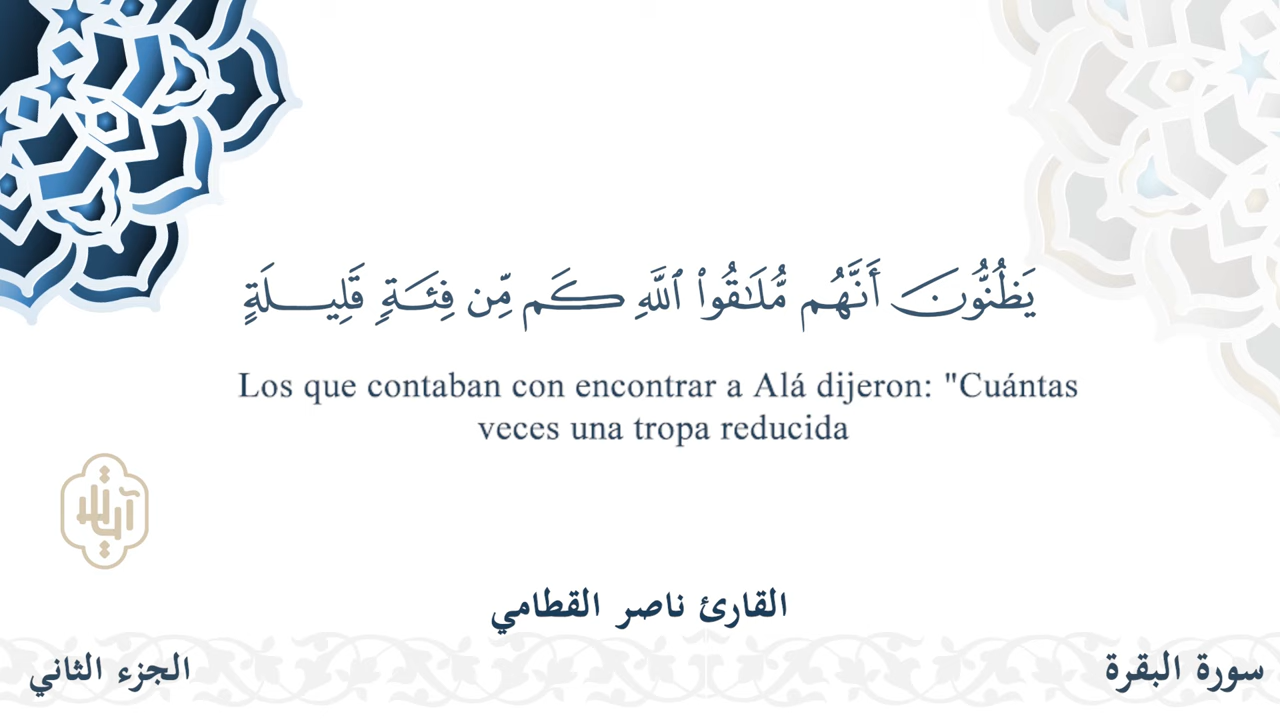 يَظُنُّونَ أَنَّهُم مُّلَـٰقُوا۟ ٱللَّهِ كَم مِّن فِئَةٍۢ قَلِيلَةٍ
Los que contaban con encontrar a Alá dijeron: "Cuántas
veces una tropa reducida
القارئ ناصر القطامي
سورة البقرة
الجزء الثاني